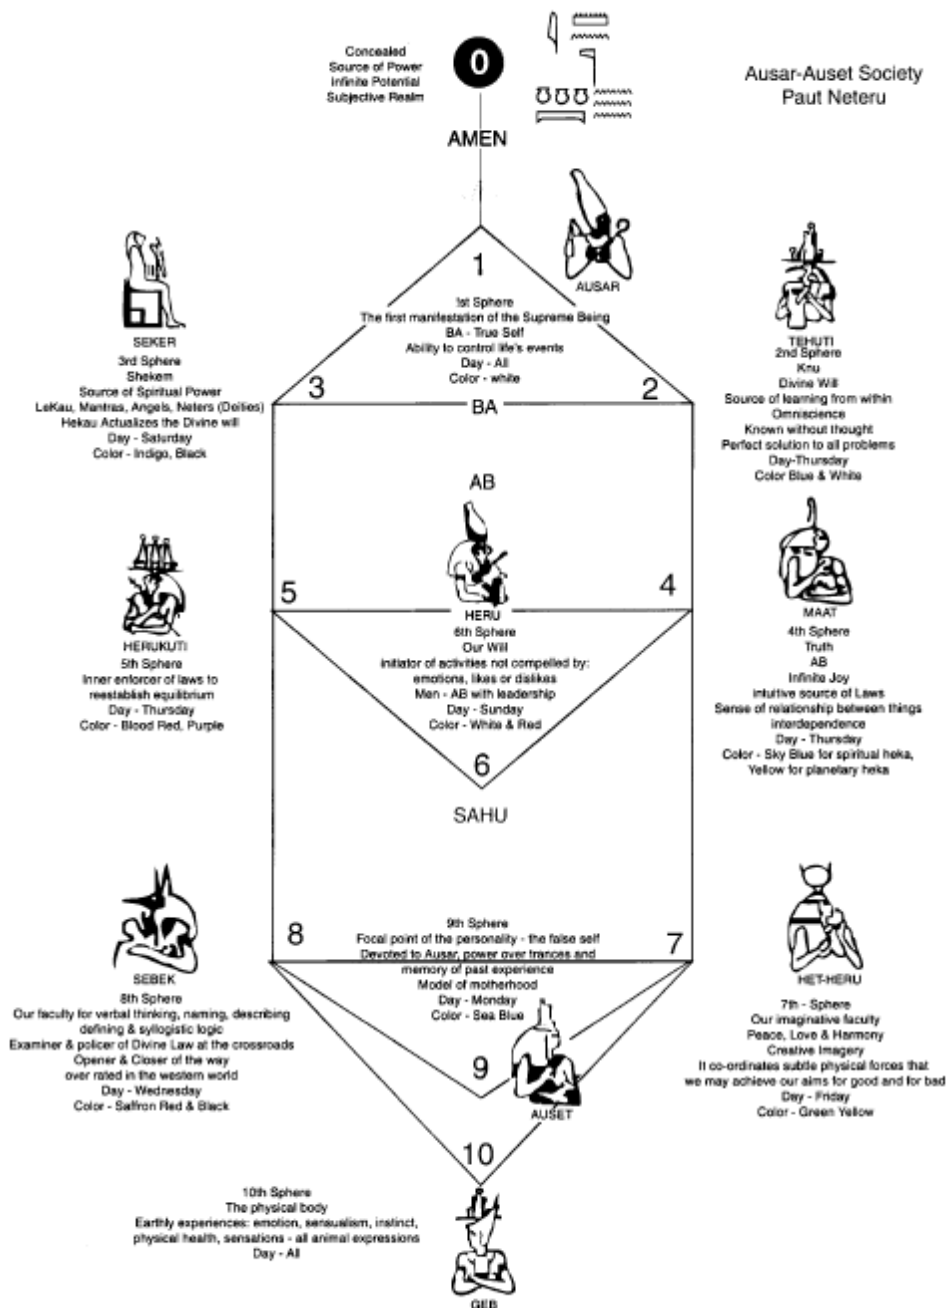 Concealed
Source of Power
Infinite Potential
Subjective Realm
0
AMEN
Ausar-Auset Society
Paut Neteru
AUSAR
1
1st Sphere
The first manifestation of the Supreme Being
BA - True Self
Ability to control life's events
Day - All
Color - white
SEKER
3rd Sphere
Shekem
Source of Spiritual Power
LeKau, Mantras, Angels, Neters (Deities)
Hekau Actualizes the Divine will
Day - Saturday
Color - Indigo, Black
3
2
BA
TEHUTI
2nd Sphere
Knu
Divine Will
Source of learning from within
Omniscience
Known without thought
Perfect solution to all problems
Day-Thursday
Color Blue & White
AB
5
4
HERUKUTI
5th Sphere
Inner enforcer of laws to
reestablish equilibrium
Day - Thursday
Color - Blood Red, Purple
HERU
6th Sphere
Our Will
initiator of activities not compelled by:
emotions, likes or dislikes
Men - AB with leadership
Day - Sunday
Color - White & Red
6
MAAT
4th Sphere
Truth
AB
Infinite Joy
intuitive source of Laws
Sense of relationship between things
interdependence
Day - Thursday
Color - Sky Blue for spiritual heka,
Yellow for planetary heka
SAHU
8
7
SEBEK
8th Sphere
Our faculty for verbal thinking, naming, describing
defining & syllogistic logic
Examiner & policer of Divine Law at the crossroads
Opener & Closer of the way
over rated in the western world
Day - Wednesday
Color - Saffron Red & Black
9th Sphere
Focal point of the personality - the false self
Devoted to Ausar, power over trances and
memory of past experience
Model of motherhood
Day - Monday
Color - Sea Blue
9
AUSET
HET-HERU
7th - Sphere
Our imaginative faculty
Peace, Love & Harmony
Creative Imagery
It co-ordinates subtle physical forces that
we may achieve our aims for good and for bad
Day - Friday
Color - Green Yellow
10
10th Sphere
The physical body
Earthly experiences: emotion, sensualism, instinct,
physical health, sensations - all animal expressions
Day - All
GEB